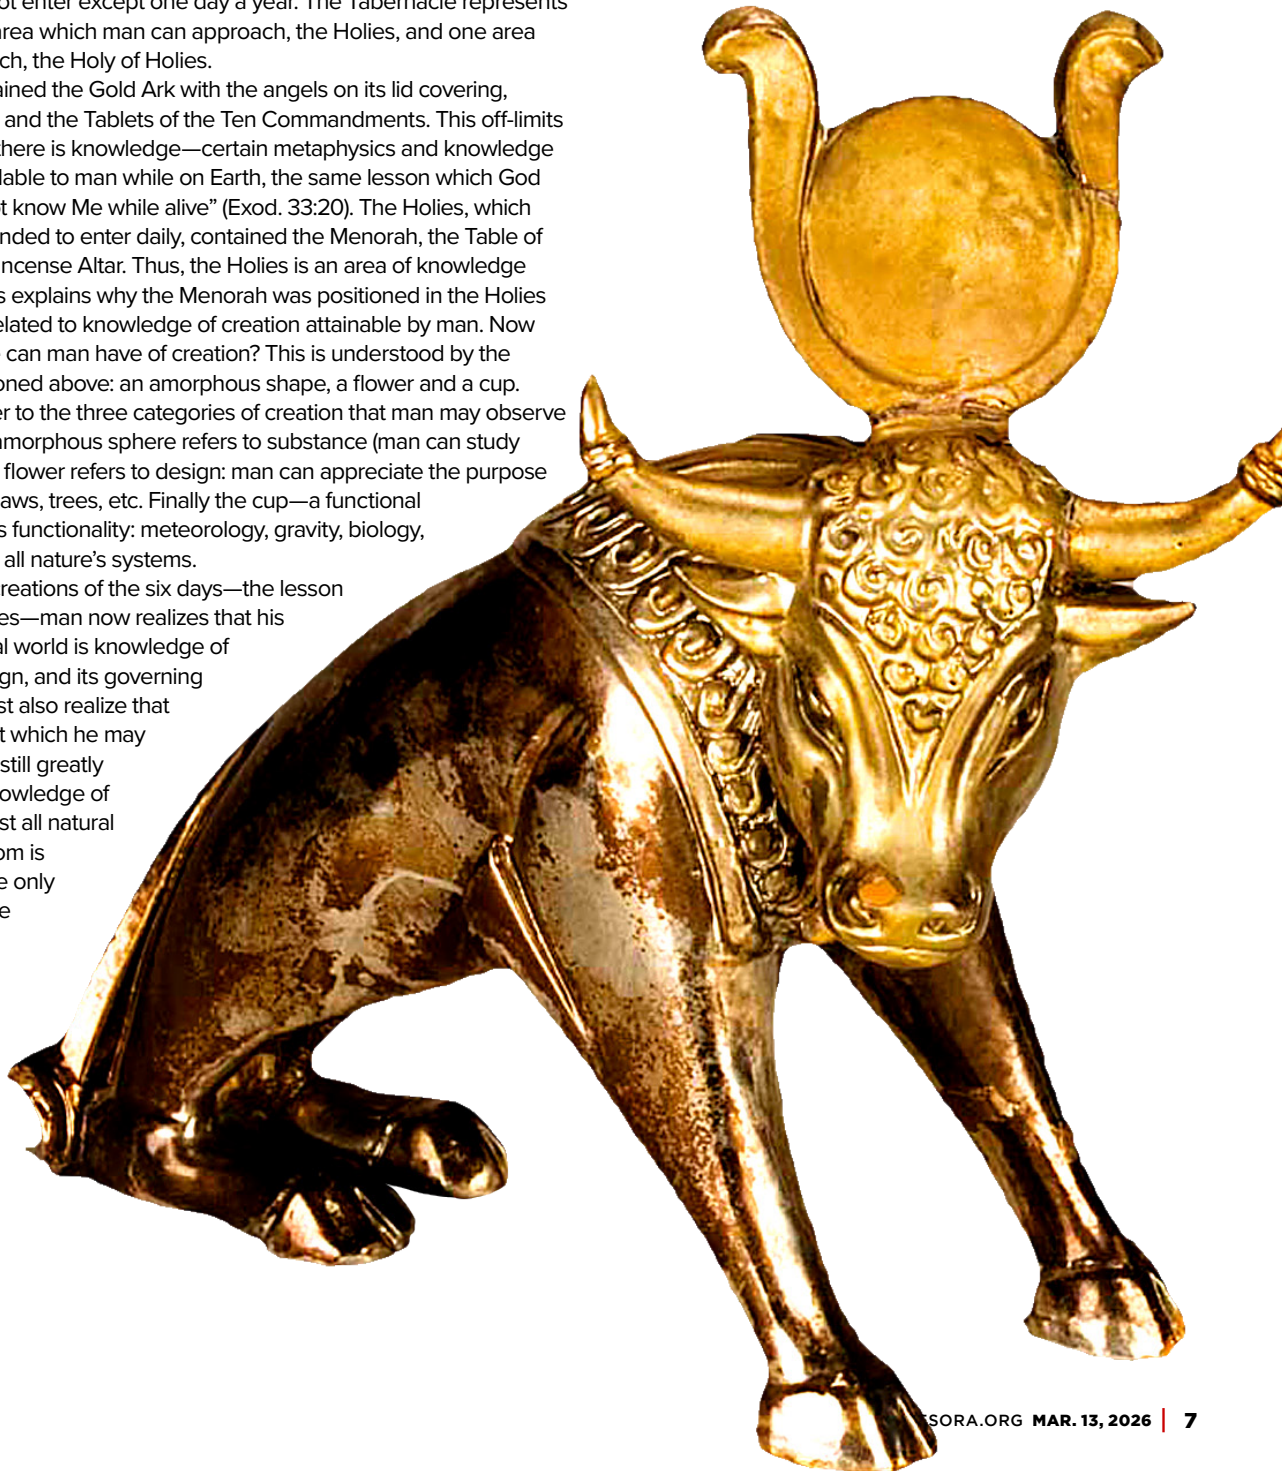 ot enter except one day a year. The Tabernacle represents
area which man can approach, the Holies, and one area
ch, the Holy of Holies.
ained the Gold Ark with the angels on its lid covering,
and the Tablets of the Ten Commandments. This off-limits
there is knowledge—certain metaphysics and knowledge
lable to man while on Earth, the same lesson which God
ot know Me while alive” (Exod. 33:20). The Holies, which
nded to enter daily, contained the Menorah, the Table of
Incense Altar. Thus, the Holies is an area of knowledge
s explains why the Menorah was positioned in the Holies
elated to knowledge of creation attainable by man. Now
e can man have of creation? This is understood by the
oned above: an amorphous shape, a flower and a cup.
er to the three categories of creation that man may observe
amorphous sphere refers to substance (man can study
flower refers to design: man can appreciate the purpose
aws, trees, etc. Finally the cup—a functional
s functionality: meteorology, gravity, biology,
all nature’s systems.
reations of the six days—the lesson
es—man now realizes that his
al world is knowledge of
ign, and its governing
st also realize that
t which he may
still greatly
owledge of
st all natural
om is
e only
e
SORA.ORG MAR. 13, 2026 | 7